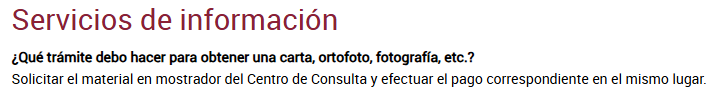 Servicios de información
¿Qué trámite debo hacer para obtener una carta, ortofoto, fotografía, etc.?
Solicitar el material en mostrador del Centro de Consulta y efectuar el pago correspondiente en el mismo lugar.